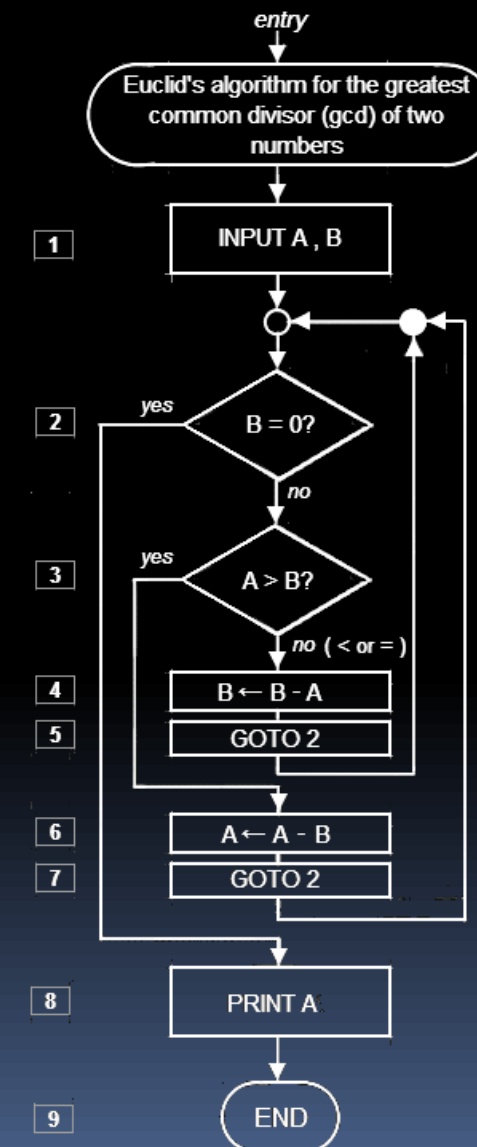 entry
Euclid's algorithm for the greatest
common divisor (gcd) of two
numbers
1
INPUT A , B
2
yes
B = 0?
no
3
yes
A > B?
no ( < or = )
4
B ← B - A
5
GOTO 2
6
A ← A - B
7
GOTO 2
8
PRINT A
9
END